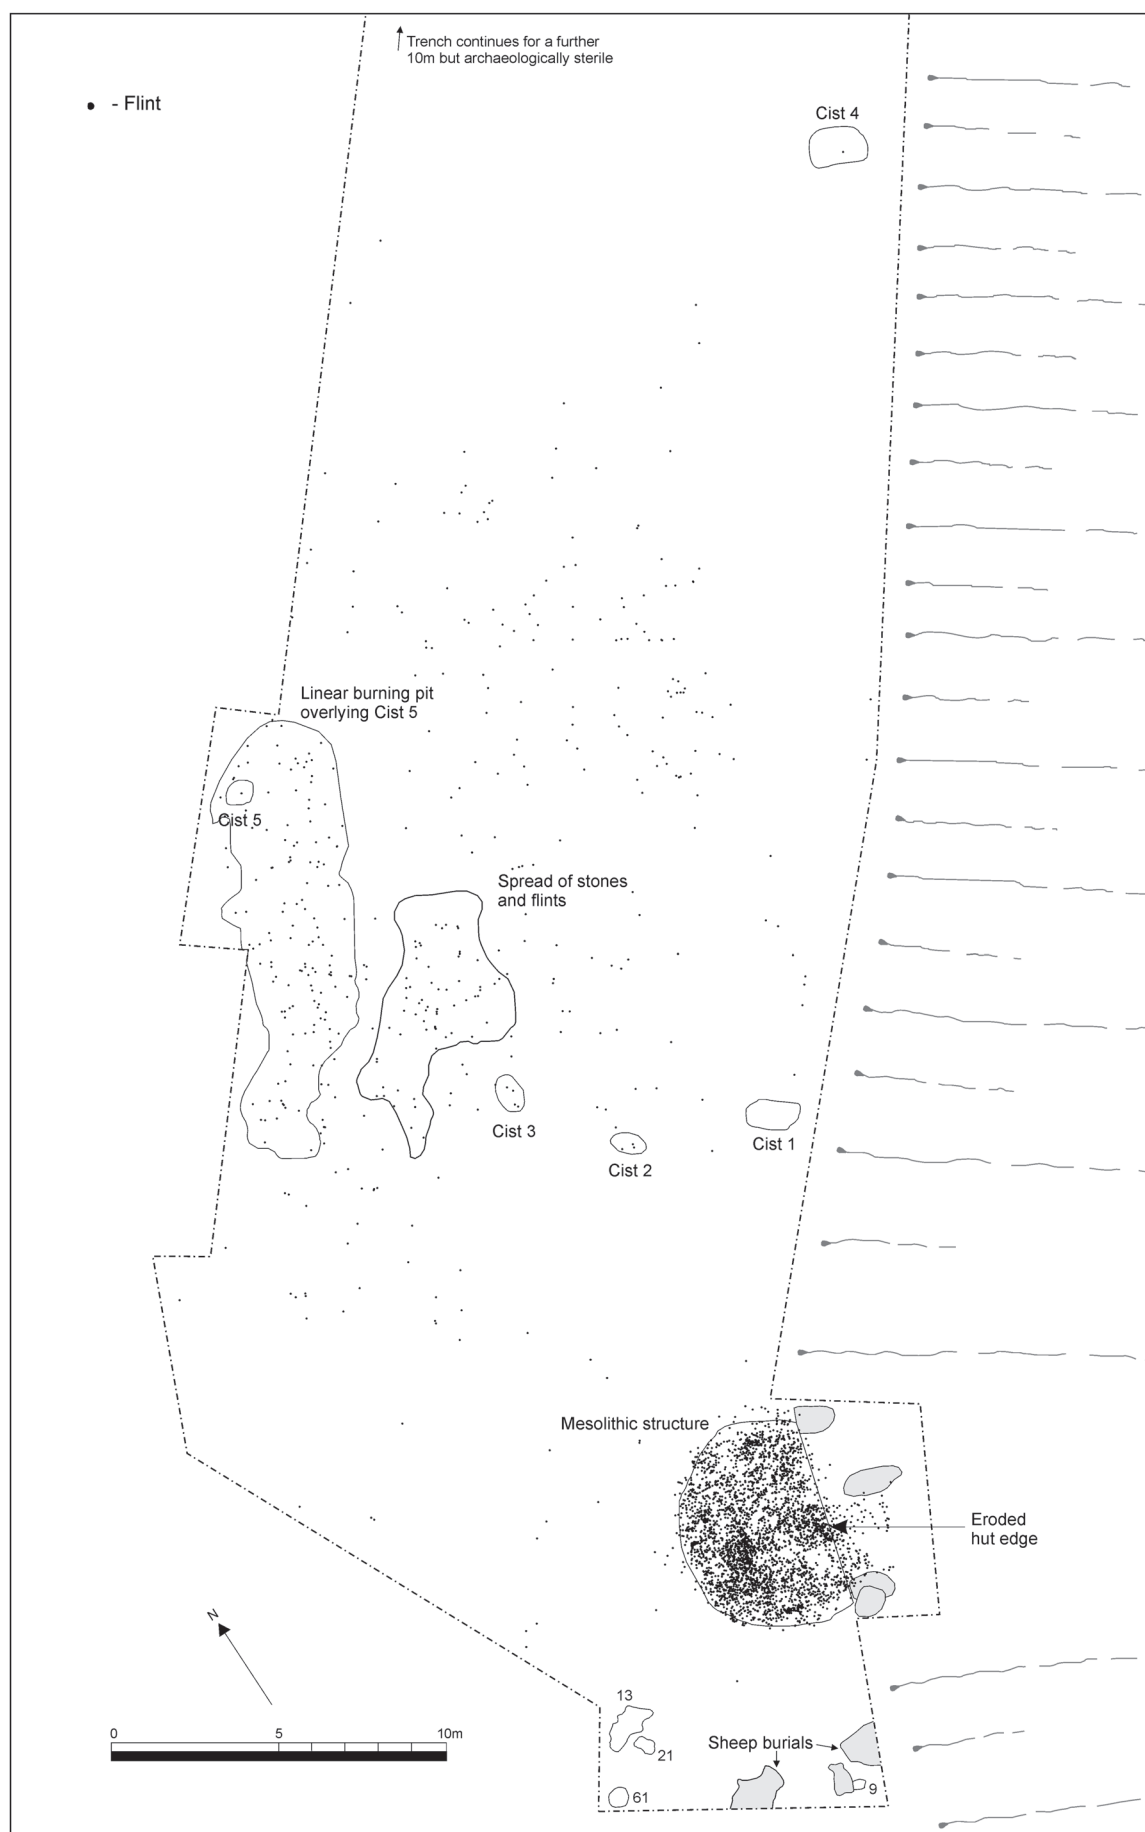 Trench continues for a further
10m but archaeologically sterile
- Flint
Cist 4
Linear burning pit
overlying Cist 5
Cist 5
Spread of stones
and flints
Cist 3
Cist 2
Cist 1
Mesolithic structure
Eroded
hut edge
N
13
21
61
Sheep burials
9
0 5 10m